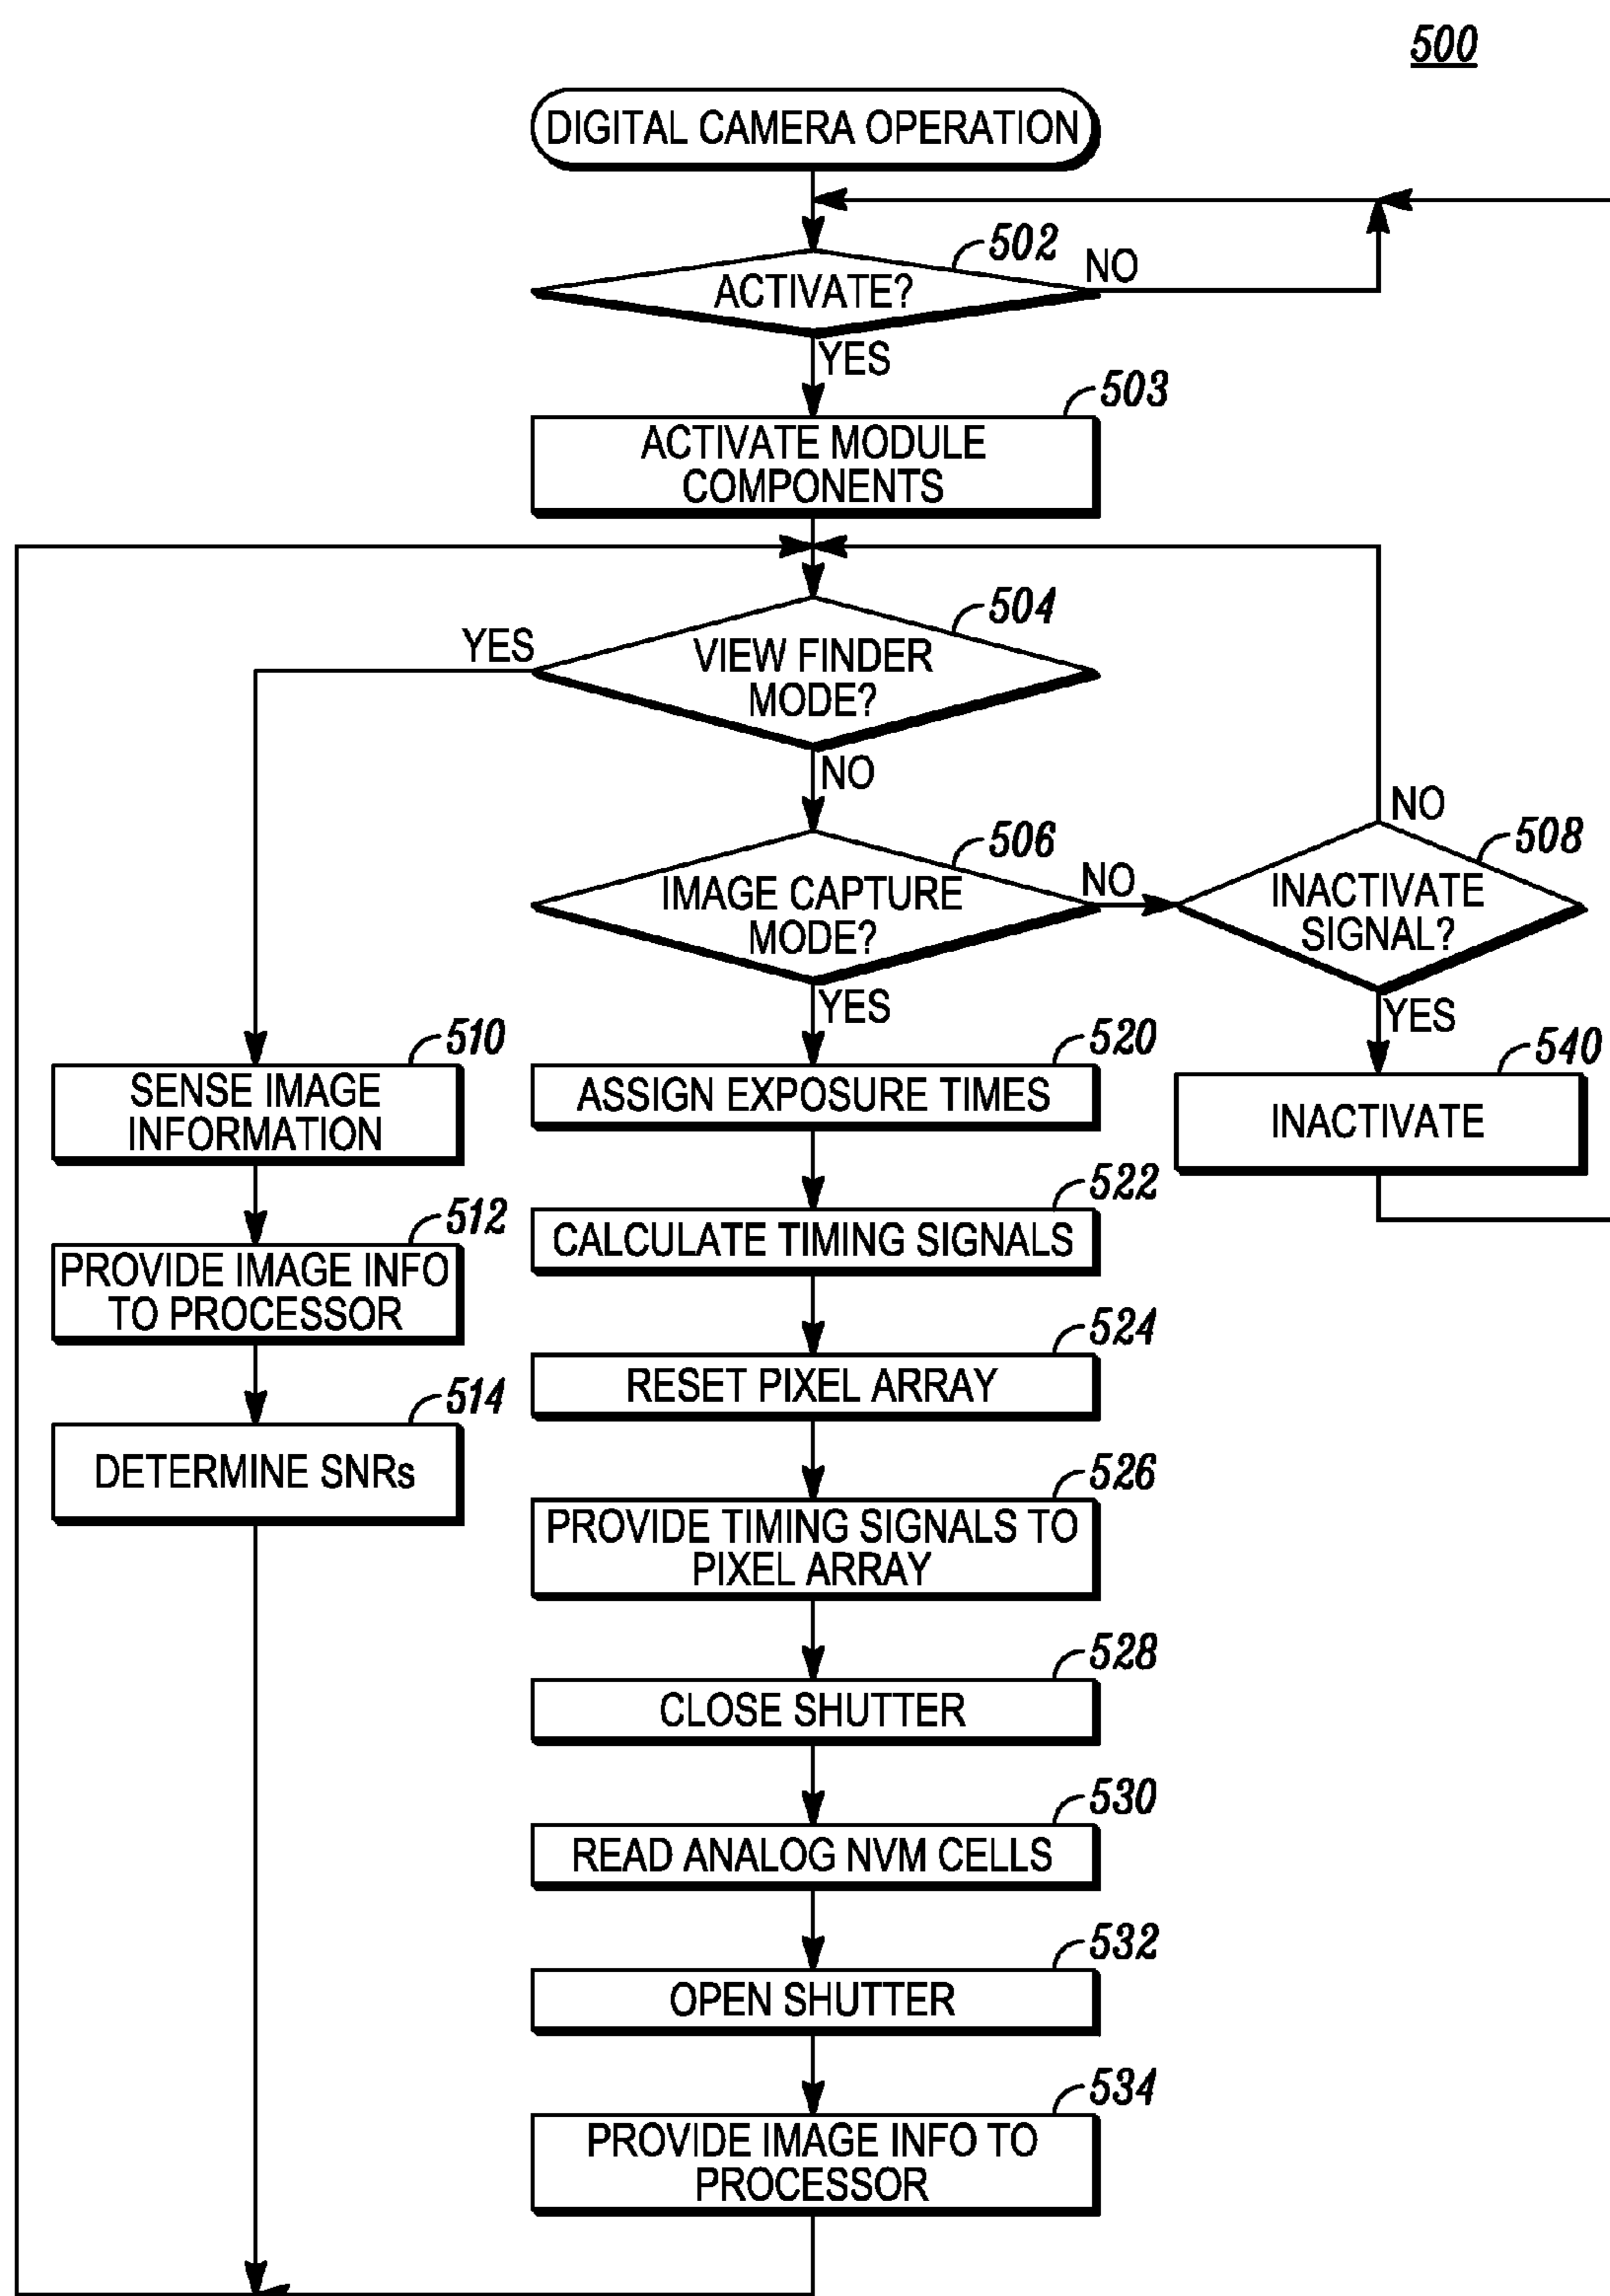 500
DIGITAL CAMERA OPERATION
502
ACTIVATE?
NO
YES
503
ACTIVATE MODULE
COMPONENTS
504
YES
VIEW FINDER
MODE?
NO
506
IMAGE CAPTURE
MODE?
NO
YES
NO
508
INACTIVATE
SIGNAL?
YES
510
SENSE IMAGE
INFORMATION
512
PROVIDE IMAGE INFO
TO PROCESSOR
514
DETERMINE SNRs
520
ASSIGN EXPOSURE TIMES
522
CALCULATE TIMING SIGNALS
524
RESET PIXEL ARRAY
526
PROVIDE TIMING SIGNALS TO
PIXEL ARRAY
528
CLOSE SHUTTER
530
READ ANALOG NVM CELLS
532
OPEN SHUTTER
534
PROVIDE IMAGE INFO TO
PROCESSOR
540
INACTIVATE